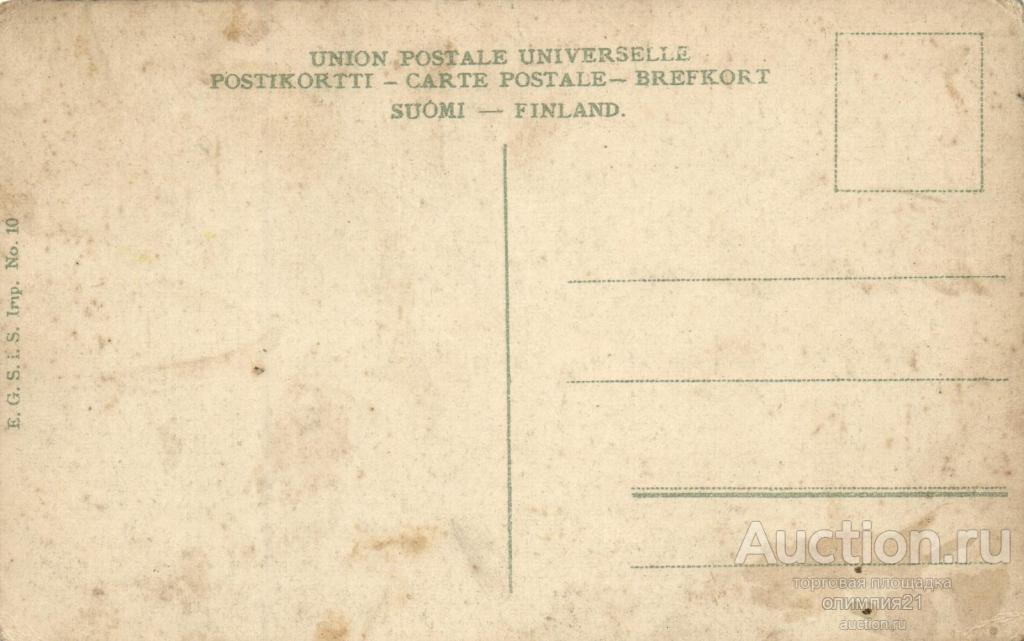 UNION POSTALE UNIVERSELLE
POSTIKORTTI – CARTE POSTALE – BREFKORT
SUOMI — FINLAND.
E. G. S. i. S. Imp. No. 10
Auction.ru
торговая площадка
олимпия21
auction.ru